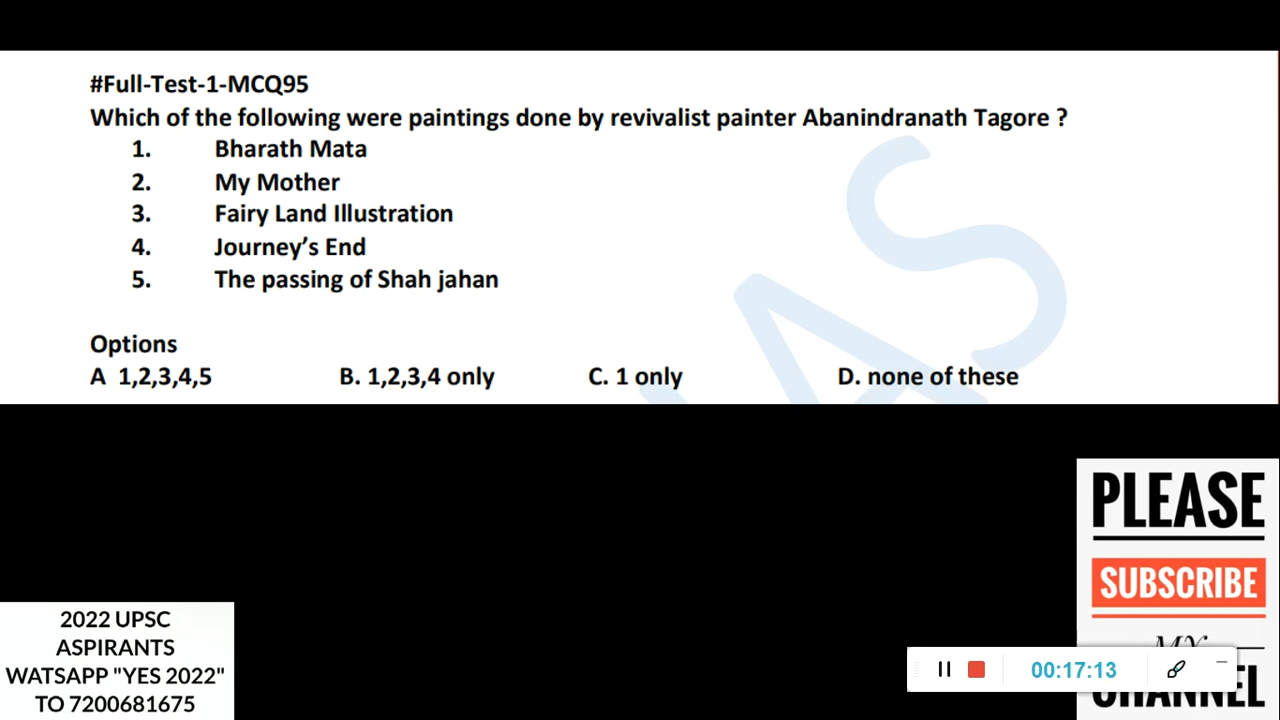 #Full-Test-1-MCQ95
Which of the following were paintings done by revivalist painter Abanindranath Tagore ?
1. Bharath Mata
2. My Mother
3. Fairy Land Illustration
4. Journey’s End
5. The passing of Shah jahan
Options
A 1,2,3,4,5 B. 1,2,3,4 only C. 1 only D. none of these
PLEASE
SUBSCRIBE
MY
CHANNEL
2022 UPSC
ASPIRANTS
WATSAPP "YES 2022"
TO 7200681675
00:17:13